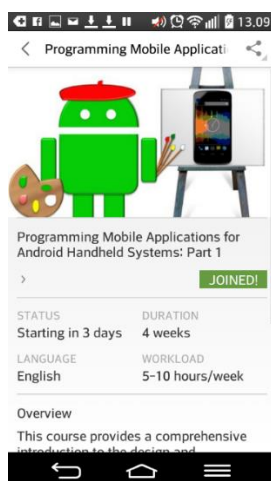 13.09
Programming Mobile Applicati
Programming Mobile Applications for
Android Handheld Systems: Part 1
JOINED!
STATUS
Starting in 3 days
DURATION
4 weeks
LANGUAGE
English
WORKLOAD
5-10 hours/week
Overview
This course provides a comprehensive
introduction to the design and